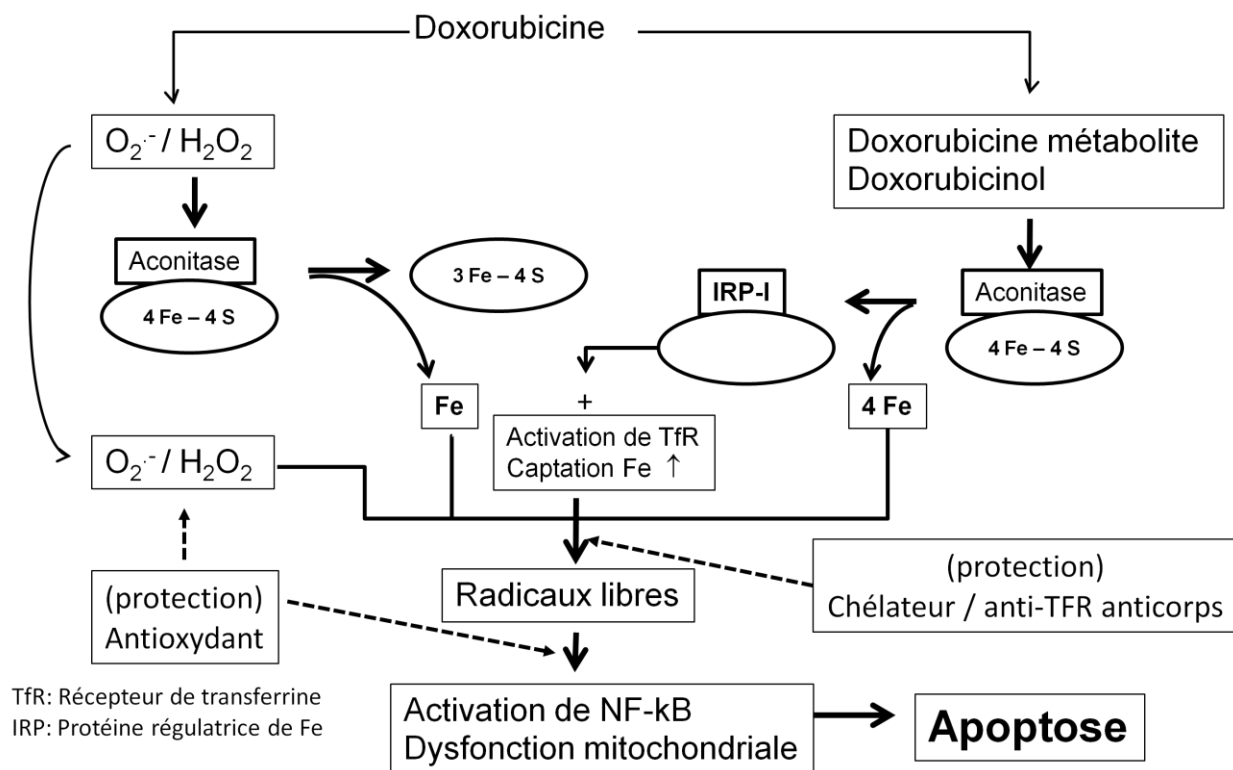 Doxorubicine
O₂·⁻ / H₂O₂
Doxorubicine métabolite
Doxorubicinol
Aconitase
4 Fe – 4 S
3 Fe – 4 S
IRP-I
Aconitase
4 Fe – 4 S
Fe
+
4 Fe
Activation de TfR
Captation Fe ↑
O₂·⁻ / H₂O₂
(protection)
Antioxydant
Radicaux libres
(protection)
Chélateur / anti-TFR anticorps
TfR: Récepteur de transferrine
IRP: Protéine régulatrice de Fe
Activation de NF-kB
Dysfonction mitochondriale
Apoptose